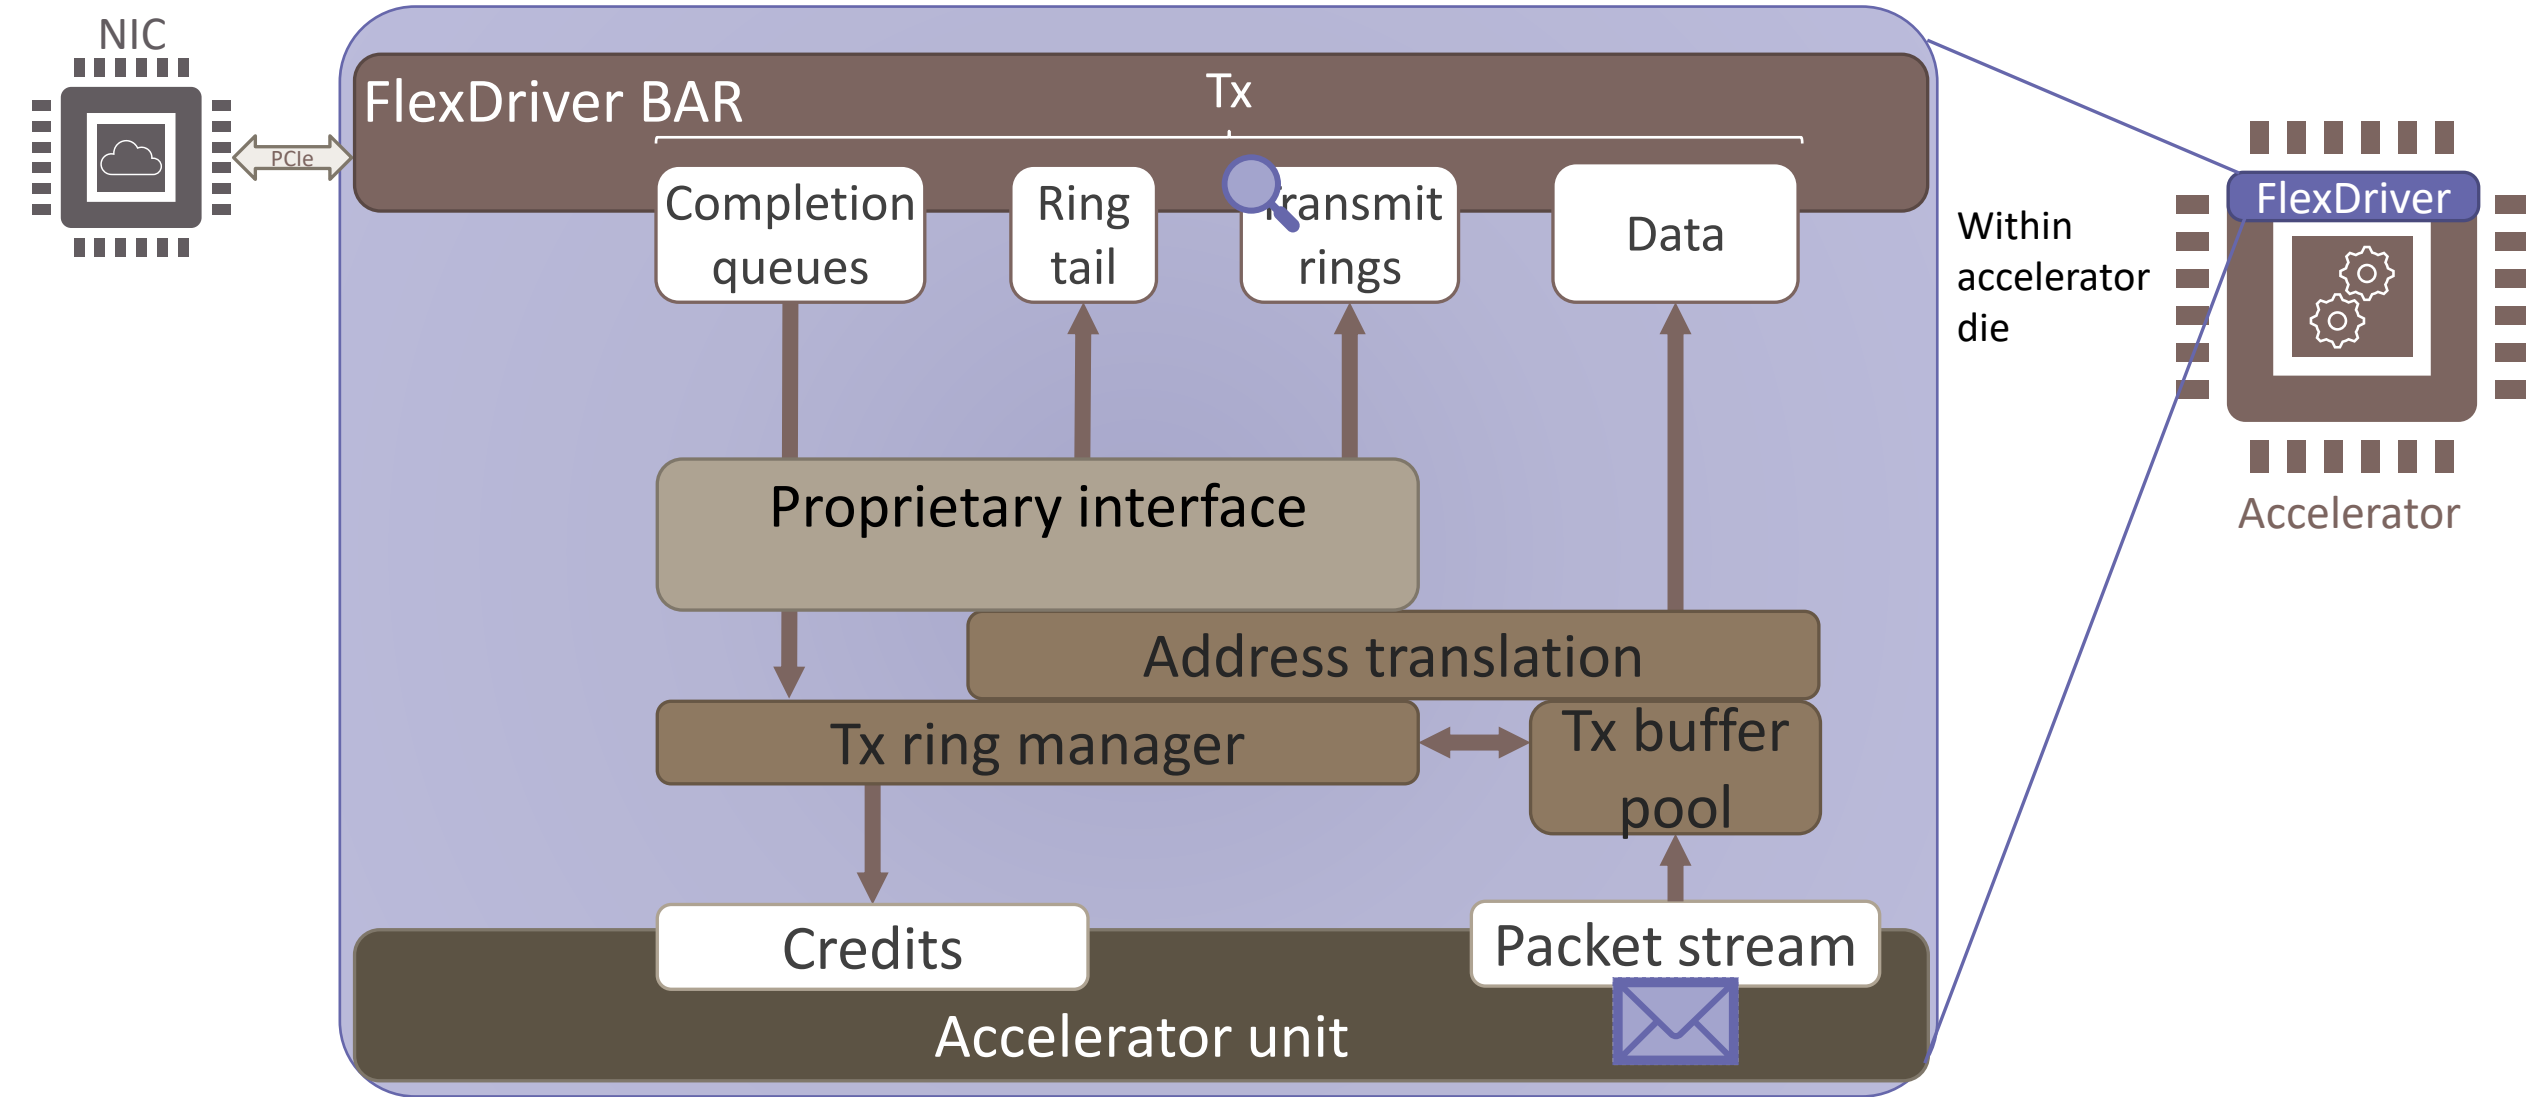 NIC
PCIe
FlexDriver BAR
Tx
Completion
queues
Ring
tail
Transmit
rings
Data
Proprietary interface
Address translation
Tx ring manager
Tx buffer
pool
Credits
Packet stream
Accelerator unit
Within
accelerator
die
FlexDriver
Accelerator